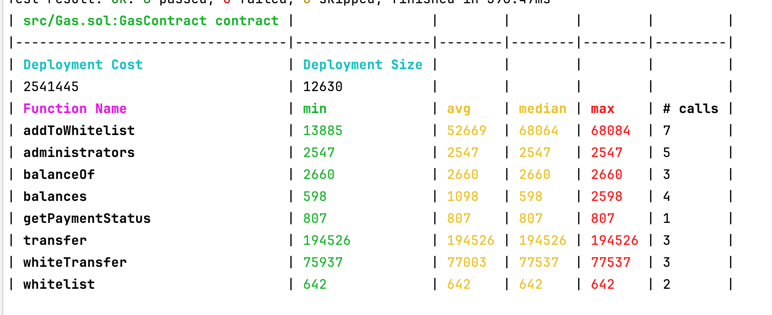 | src/Gas.sol:GasContract contract | | | | | |
|----------------------------------|-----------------|--------|--------|--------|---------|
| Deployment Cost | Deployment Size | | | | |
| 2541445 | 12630 | | | | |
| Function Name | min | avg | median | max | # calls |
| addToWhitelist | 13885 | 52669 | 68064 | 68084 | 7 |
| administrators | 2547 | 2547 | 2547 | 2547 | 5 |
| balanceOf | 2660 | 2660 | 2660 | 2660 | 3 |
| balances | 598 | 1098 | 598 | 2598 | 4 |
| getPaymentStatus | 807 | 807 | 807 | 807 | 1 |
| transfer | 194526 | 194526 | 194526 | 194526 | 3 |
| whiteTransfer | 75937 | 77003 | 77537 | 77537 | 3 |
| whitelist | 642 | 642 | 642 | 642 | 2 |